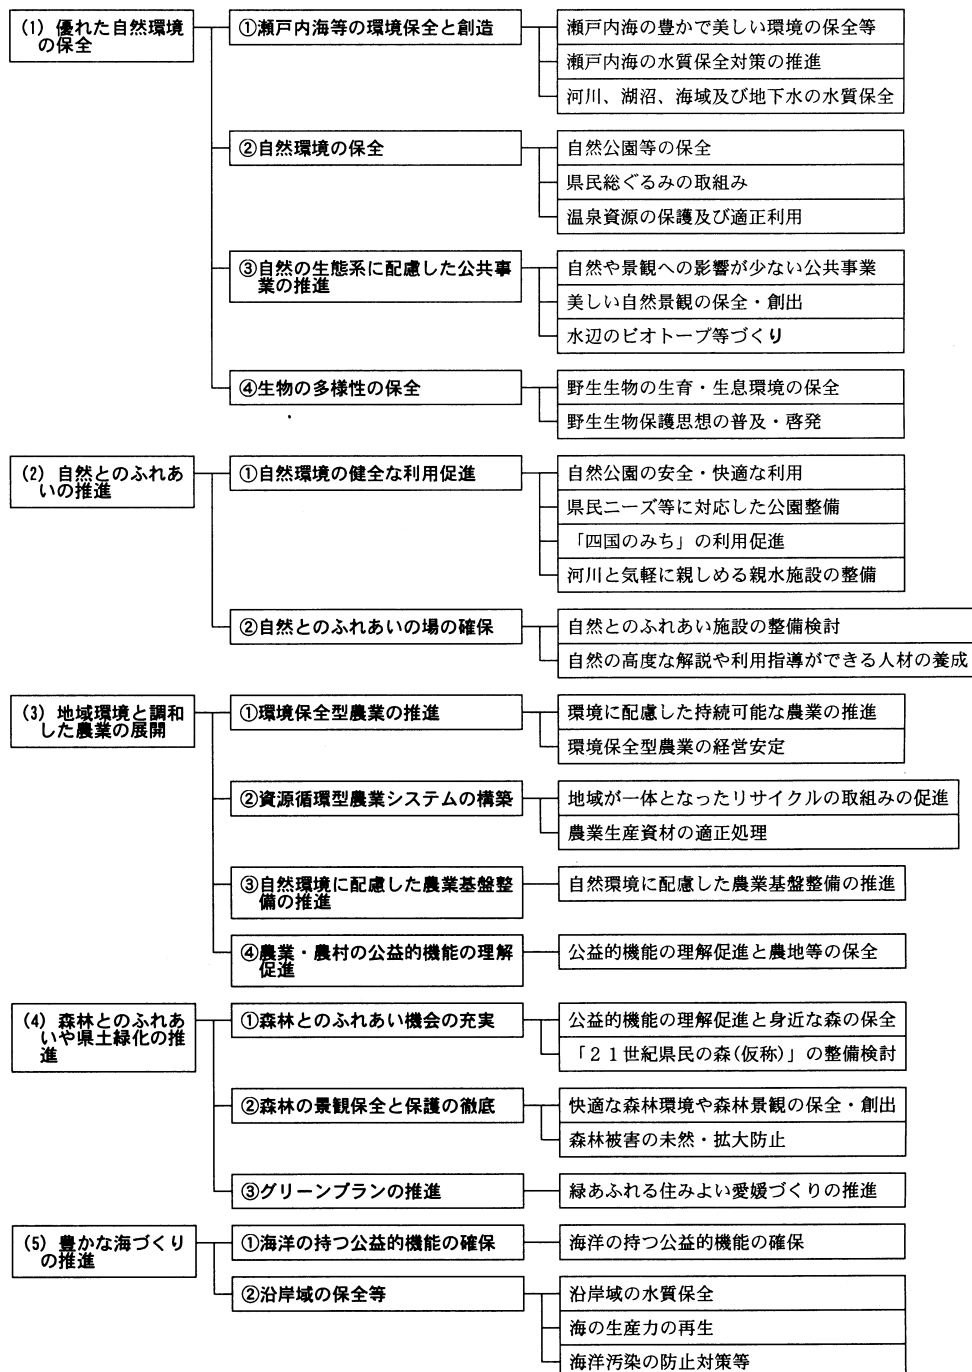 (1) 優れた自然環境
の保全
①瀬戸内海等の環境保全と創造
瀬戸内海の豊かで美しい環境の保全等
瀬戸内海の水質保全対策の推進
河川、湖沼、海域及び地下水の水質保全
②自然環境の保全
自然公園等の保全
県民総ぐるみの取組み
温泉資源の保護及び適正利用
③自然の生態系に配慮した公共事
業の推進
自然や景観への影響が少ない公共事業
美しい自然景観の保全・創出
水辺のビオトープ等づくり
④生物の多様性の保全
野生生物の生育・生息環境の保全
野生生物保護思想の普及・啓発
(2) 自然とのふれあ
いの推進
①自然環境の健全な利用促進
自然公園の安全・快適な利用
県民ニーズ等に対応した公園整備
「四国のみち」の利用促進
河川と気軽に親しめる親水施設の整備
②自然とのふれあいの場の確保
自然とのふれあい施設の整備検討
自然の高度な解説や利用指導ができる人材の養成
(3) 地域環境と調和
した農業の展開
①環境保全型農業の推進
環境に配慮した持続可能な農業の推進
環境保全型農業の経営安定
②資源循環型農業システムの構築
地域が一体となったリサイクルの取組みの促進
農業生産資材の適正処理
③自然環境に配慮した農業基盤整
備の推進
自然環境に配慮した農業基盤整備の推進
④農業・農村の公益的機能の理解
促進
公益的機能の理解促進と農地等の保全
(4) 森林とのふれあ
いや県土緑化の推
進
①森林とのふれあい機会の充実
公益的機能の理解促進と身近な森の保全
「21世紀県民の森(仮称)」の整備検討
②森林の景観保全と保護の徹底
快適な森林環境や森林景観の保全・創出
森林被害の未然・拡大防止
③グリーンプランの推進
緑あふれる住みよい愛媛づくりの推進
(5) 豊かな海づくり
の推進
①海洋の持つ公益的機能の確保
海洋の持つ公益的機能の確保
②沿岸域の保全等
沿岸域の水質保全
海の生産力の再生
海洋汚染の防止対策等